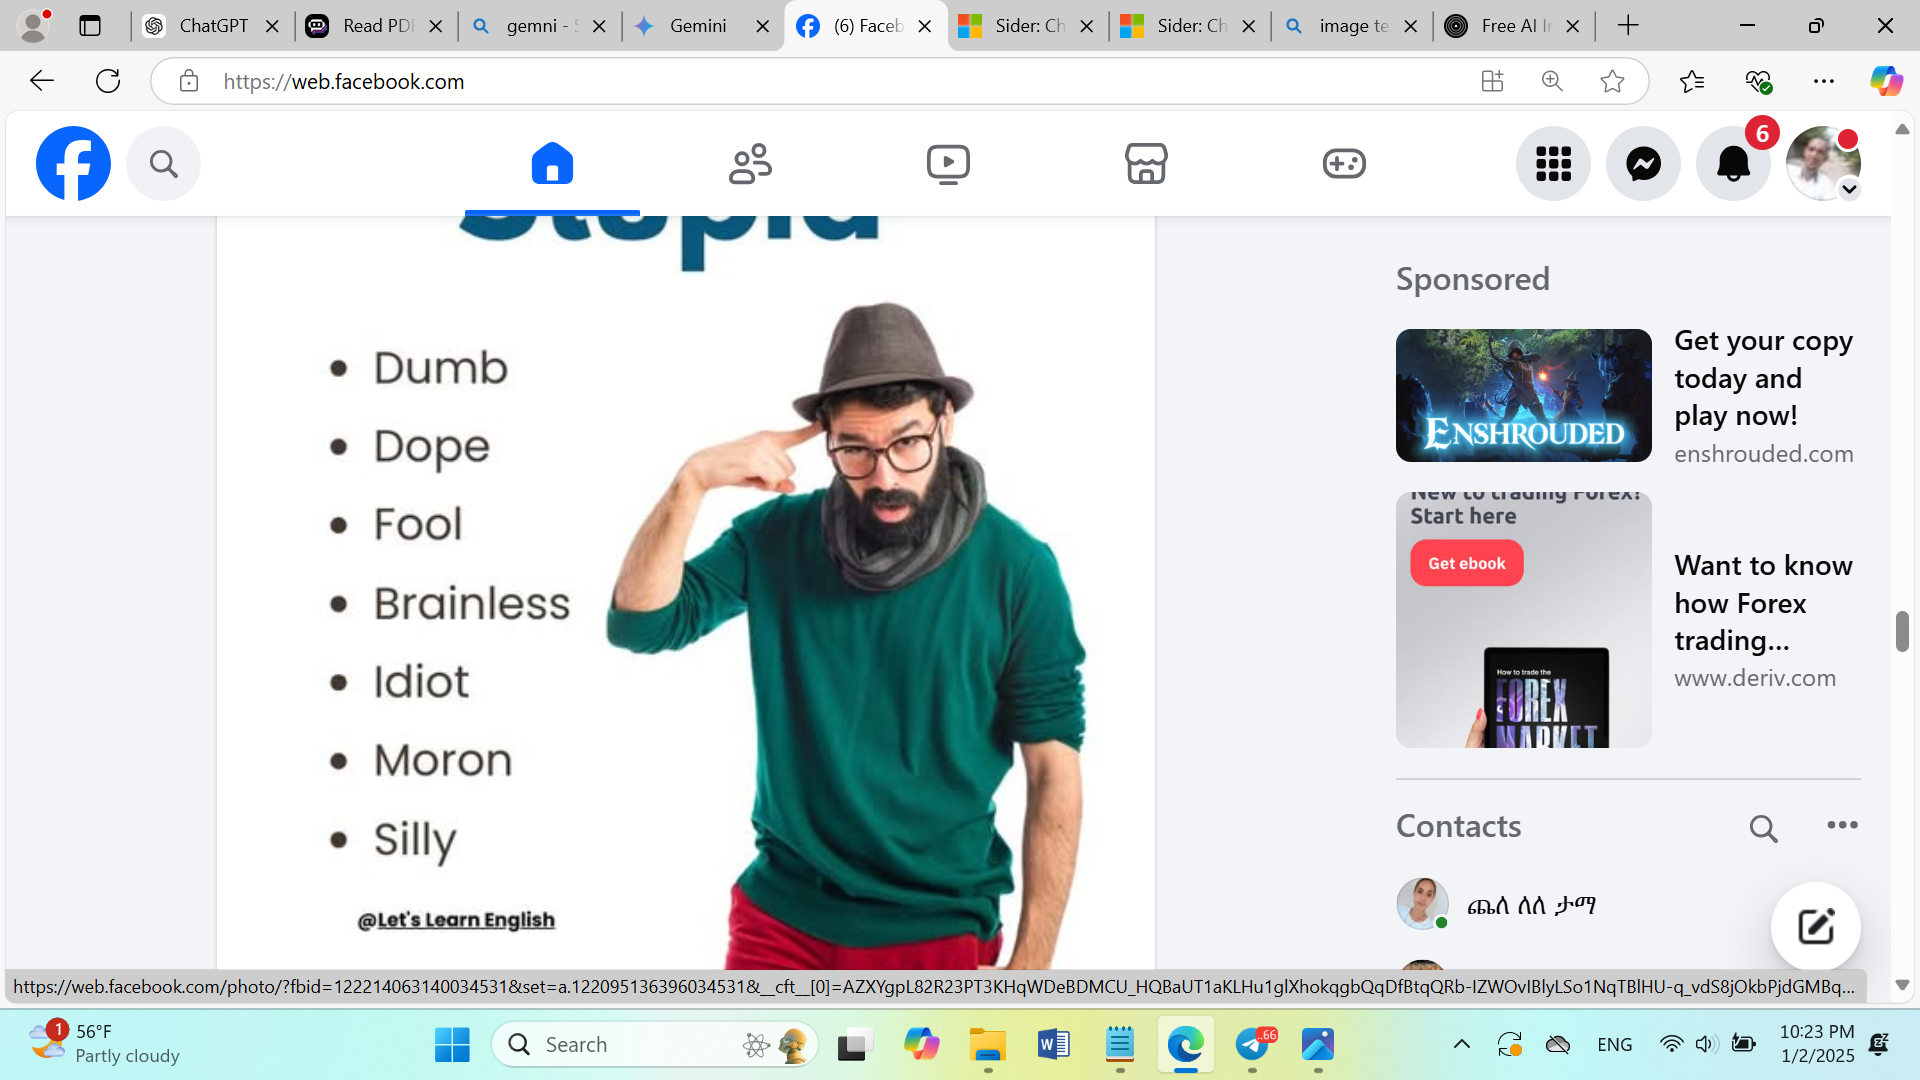 ChatGPT
Read PDF
gemni - S
Gemini
(6) Faceb
Sider: Ch
Sider: Ch
image te
Free AI In
https://web.facebook.com
6
Stupid
Dumb
Dope
Fool
Brainless
Idiot
Moron
Silly
@Let's Learn English
Sponsored
ENSHROUDED
Get your copy
today and
play now!
enshrouded.com
New to trading Forex?
Start here
Get ebook
How to trade the
FOREX
MARKET
Want to know
how Forex
trading...
www.deriv.com
Contacts
ጨለ ሰለ ታማ
https://web.facebook.com/photo/?fbid=122214063140034531&set=a.122095136396034531&__cft__[0]=AZXYgpL82R23PT3KHqWDeBDMCU_HQBaUT1aKLHu1glXhokqgbQqDfBtqQRb-IZWOvIBlyLSo1NqTBlHU-q_vdS8jOkbPjdGMBq...
1
56°F
Partly cloudy
Search
W
..66
ENG
10:23 PM
1/2/2025